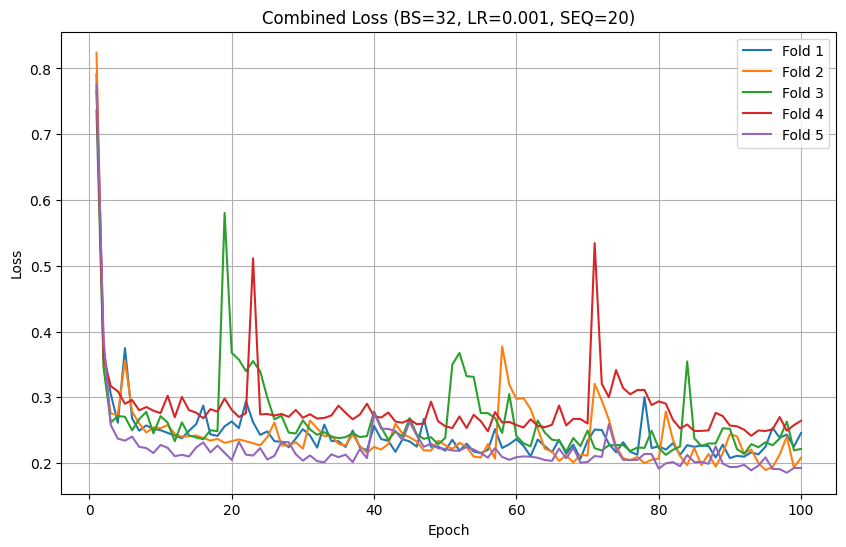 Combined Loss (BS=32, LR=0.001, SEQ=20)
Fold 1
Fold 2
Fold 3
Fold 4
Fold 5
Loss
0.8
0.7
0.6
0.5
0.4
0.3
0.2
0 20 40 60 80 100
Epoch